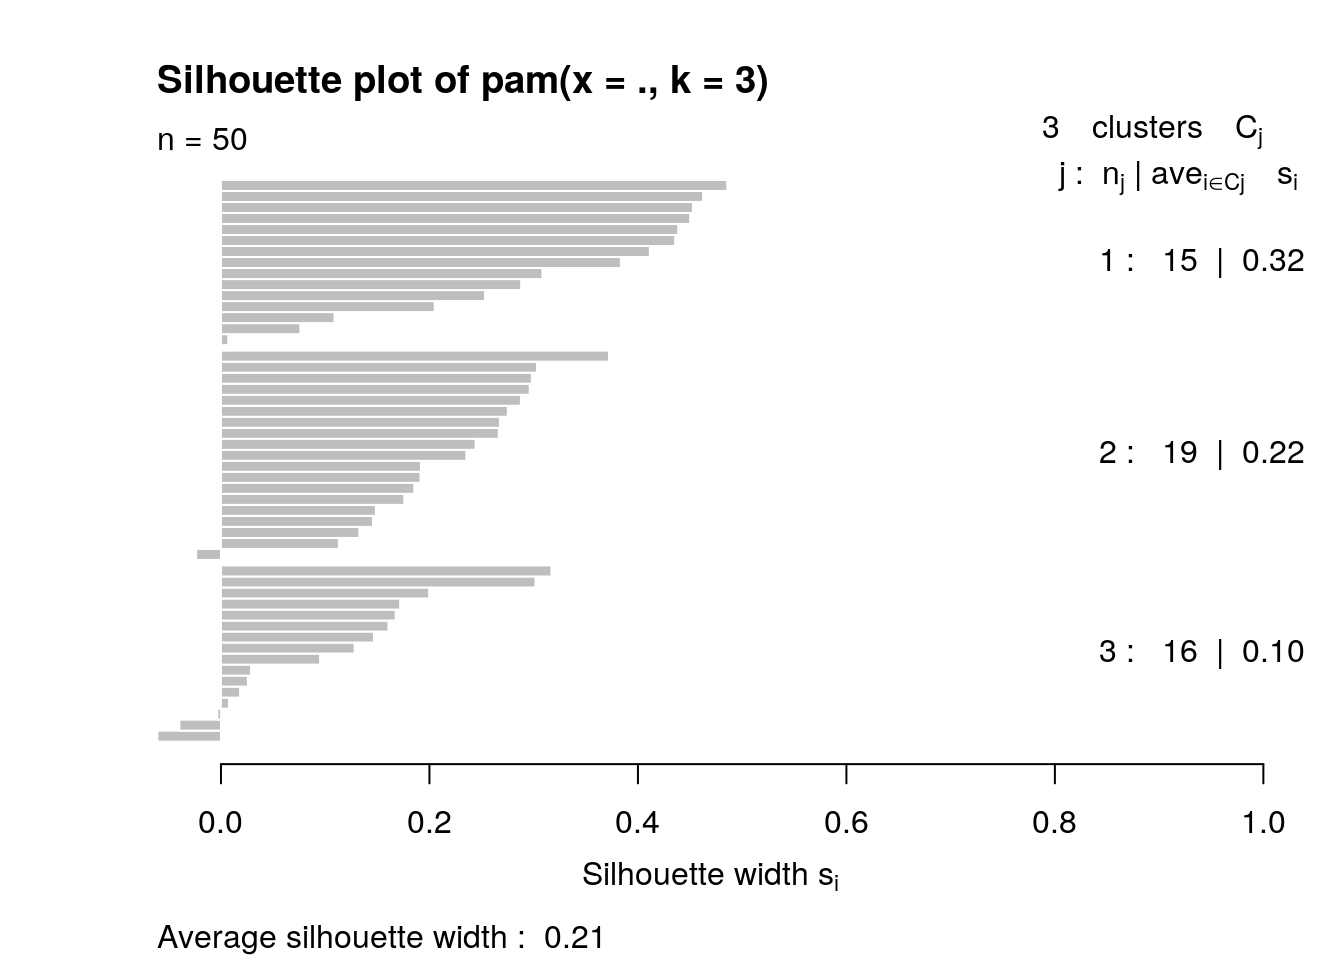 Silhouette plot of pam(x = ., k = 3)
n = 50
3 clusters Cj
j : nj | avei∈Cj si
1 : 15 | 0.32
2 : 19 | 0.22
3 : 16 | 0.10
0.0 0.2 0.4 0.6 0.8 1.0
Silhouette width si
Average silhouette width : 0.21